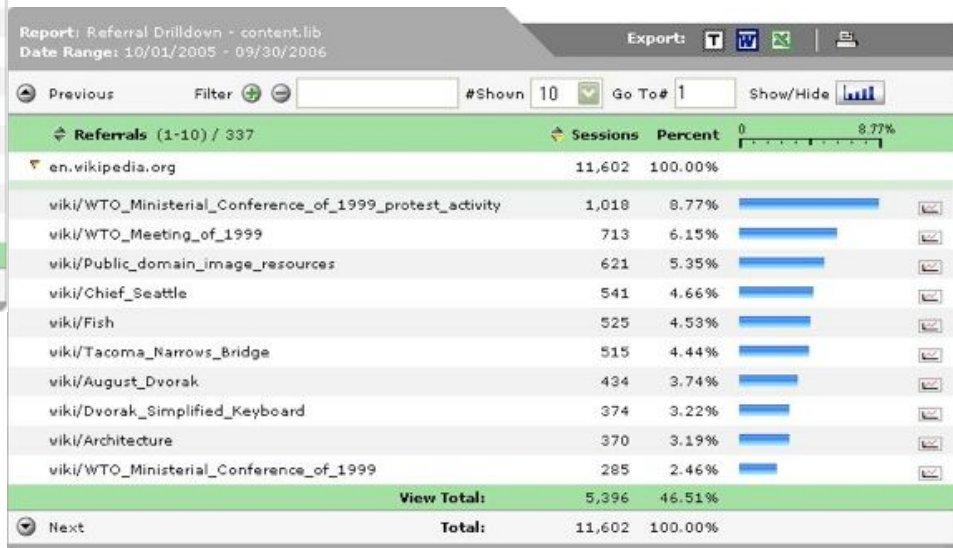 Report: Referral Drilldown - content.lib
Date Range: 10/01/2005 - 09/30/2006
Export: T W X
Previous Filter #Shown 10 Go To# 1 Show/Hide
Referrals (1-10) / 337 Sessions Percent 0 8.77%
en.wikipedia.org 11,602 100.00%
wiki/WTO_Ministerial_Conference_of_1999_protest_activity 1,018 8.77%
wiki/WTO_Meeting_of_1999 713 6.15%
wiki/Public_domain_image_resources 621 5.35%
wiki/Chief_Seattle 541 4.66%
wiki/Fish 525 4.53%
wiki/Tacoma_Narrows_Bridge 515 4.44%
wiki/August_Dvorak 434 3.74%
wiki/Dvorak_Simplified_Keyboard 374 3.22%
wiki/Architecture 370 3.19%
wiki/WTO_Ministerial_Conference_of_1999 285 2.46%
View Total: 5,396 46.51%
Next Total: 11,602 100.00%